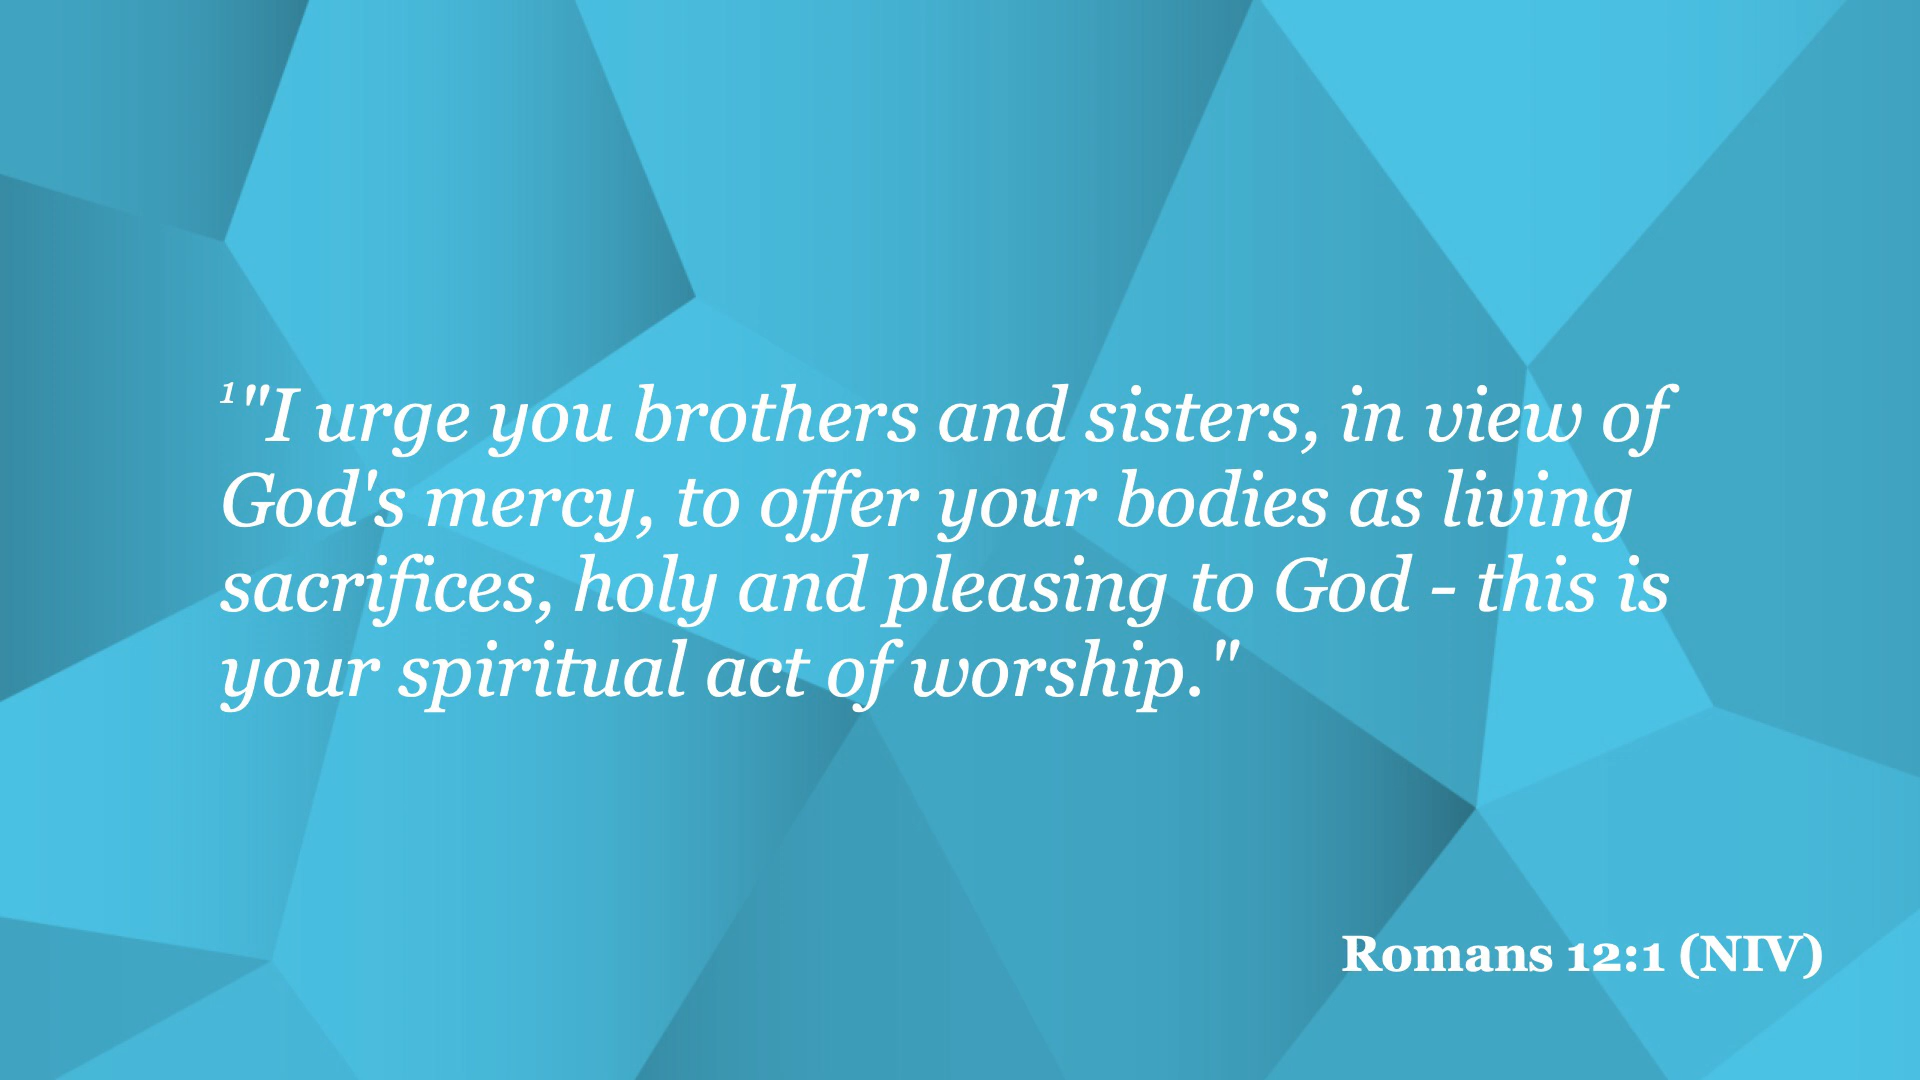 ¹"I urge you brothers and sisters, in view of
God's mercy, to offer your bodies as living
sacrifices, holy and pleasing to God - this is
your spiritual act of worship."
Romans 12:1 (NIV)